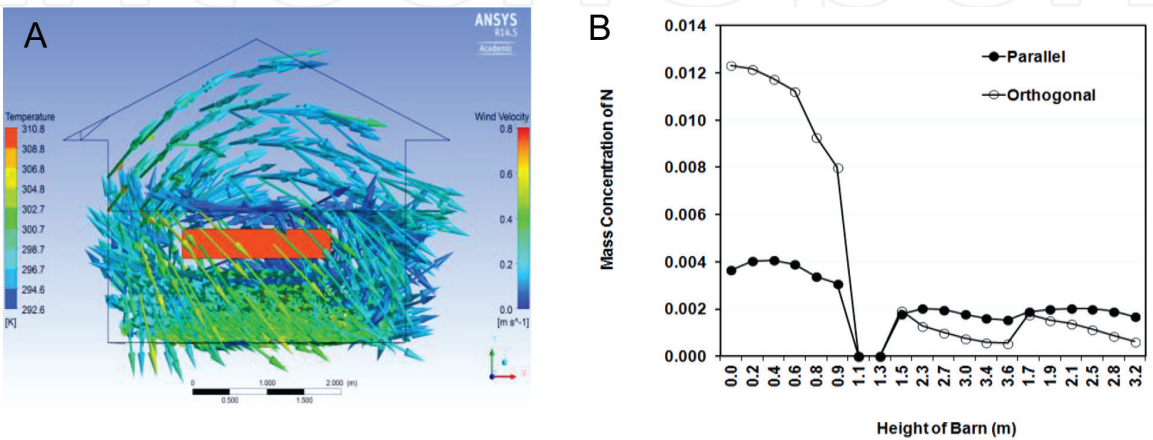 A
ANSYS
R14.5
Academic
Temperature
310.8
308.8
306.8
304.8
302.7
300.7
298.7
296.7
294.6
292.6
[K]
Wind Velocity
0.8
0.6
0.4
0.2
0.0
[m s^-1]
0 1.000 2.000 (m)
0.500 1.500
B
Mass Concentration of N
0.014
0.012
0.010
0.008
0.006
0.004
0.002
0.000
Parallel
Orthogonal
0.0 0.2 0.4 0.6 0.8 0.9 1.1 1.3 1.5 2.3 2.7 3.0 3.4 3.6 1.7 1.9 2.1 2.5 2.8 3.2
Height of Barn (m)